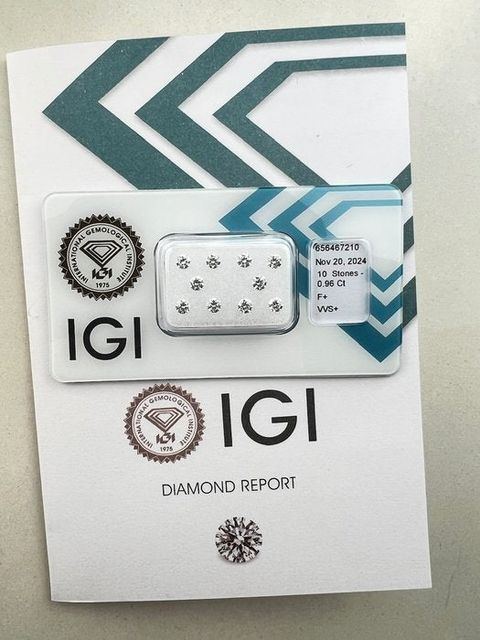 INTERNATIONAL GEMOLOGICAL INSTITUTE
IGI
1975
IGI
656467210
Nov 20, 2024
10 Stones -
0.96 Ct
F+
VVS+
INTERNATIONAL GEMOLOGICAL INSTITUTE
IGI
1975
IGI
DIAMOND REPORT